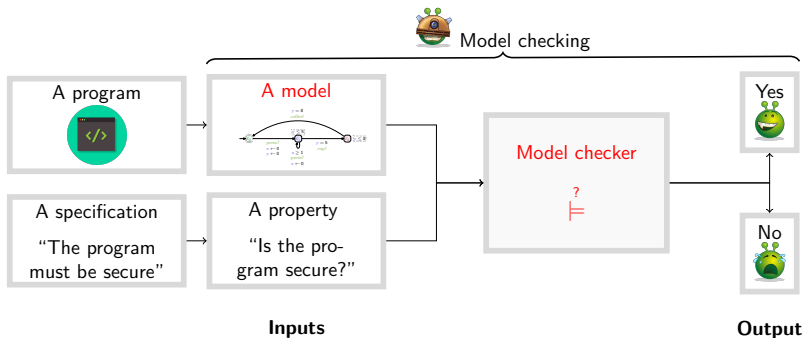 Model checking
A program
</>
A model
Yes
Model checker
?
⊨
A specification
“The program
must be secure”
A property
“Is the pro-
gram secure?”
No
Inputs
Output